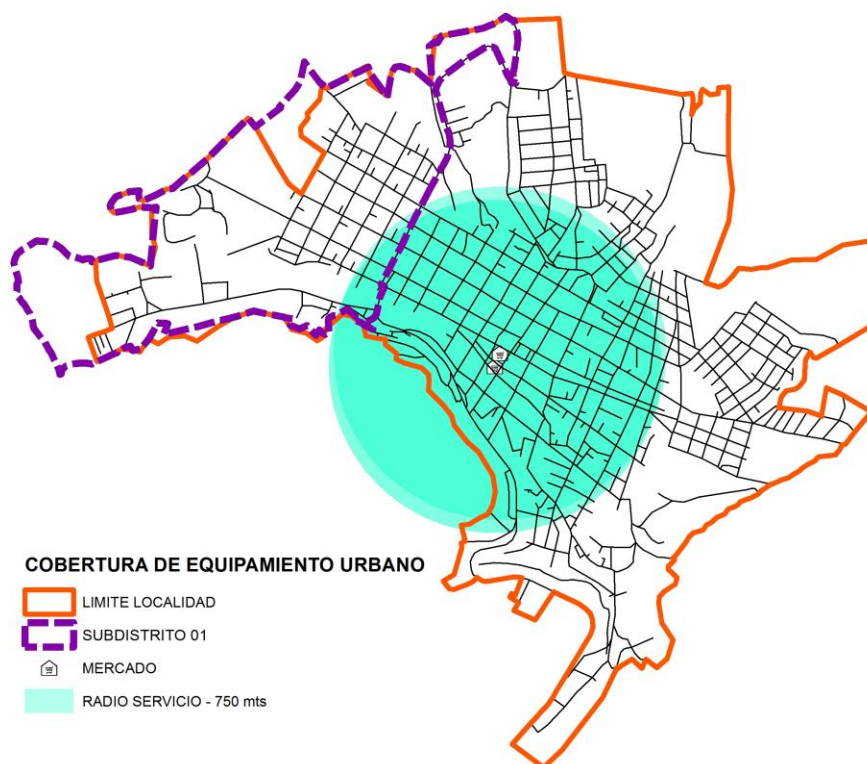 COBERTURA DE EQUIPAMIENTO URBANO
LIMITE LOCALIDAD
SUBDISTRITO 01
MERCADO
RADIO SERVICIO - 750 mts